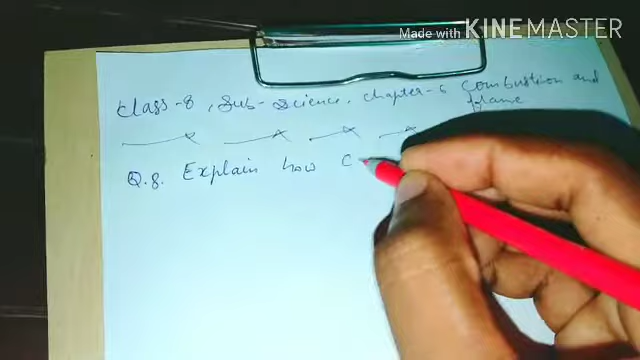 Made with KINEMASTER
Class-8, Sub-Science, Chapter-6 Combustion and
flame
Q.8. Explain how C